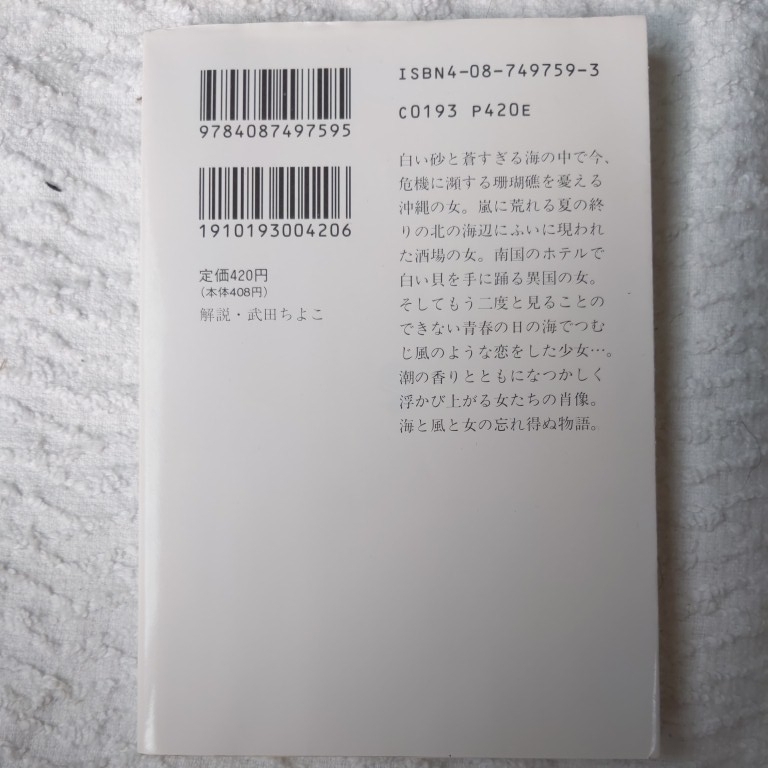 9784087497595
1910193004206
定価420円
(本体408円)
解説・武田ちよこ
ISBN4-08-749759-3
C0193 P420E
白い砂と蒼すぎる海の中で今、
危機に瀕する珊瑚礁を憂える
沖縄の女。嵐に荒れる夏の終
りの北の海辺にふいに現われ
た酒場の女。南国のホテルで
白い貝を手に踊る異国の女。
そしてもう二度と見ることの
できない青春の日の海でつむ
じ風のような恋をした少女…。
潮の香りとともになつかしく
浮かび上がる女たちの肖像。
海と風と女の忘れ得ぬ物語。